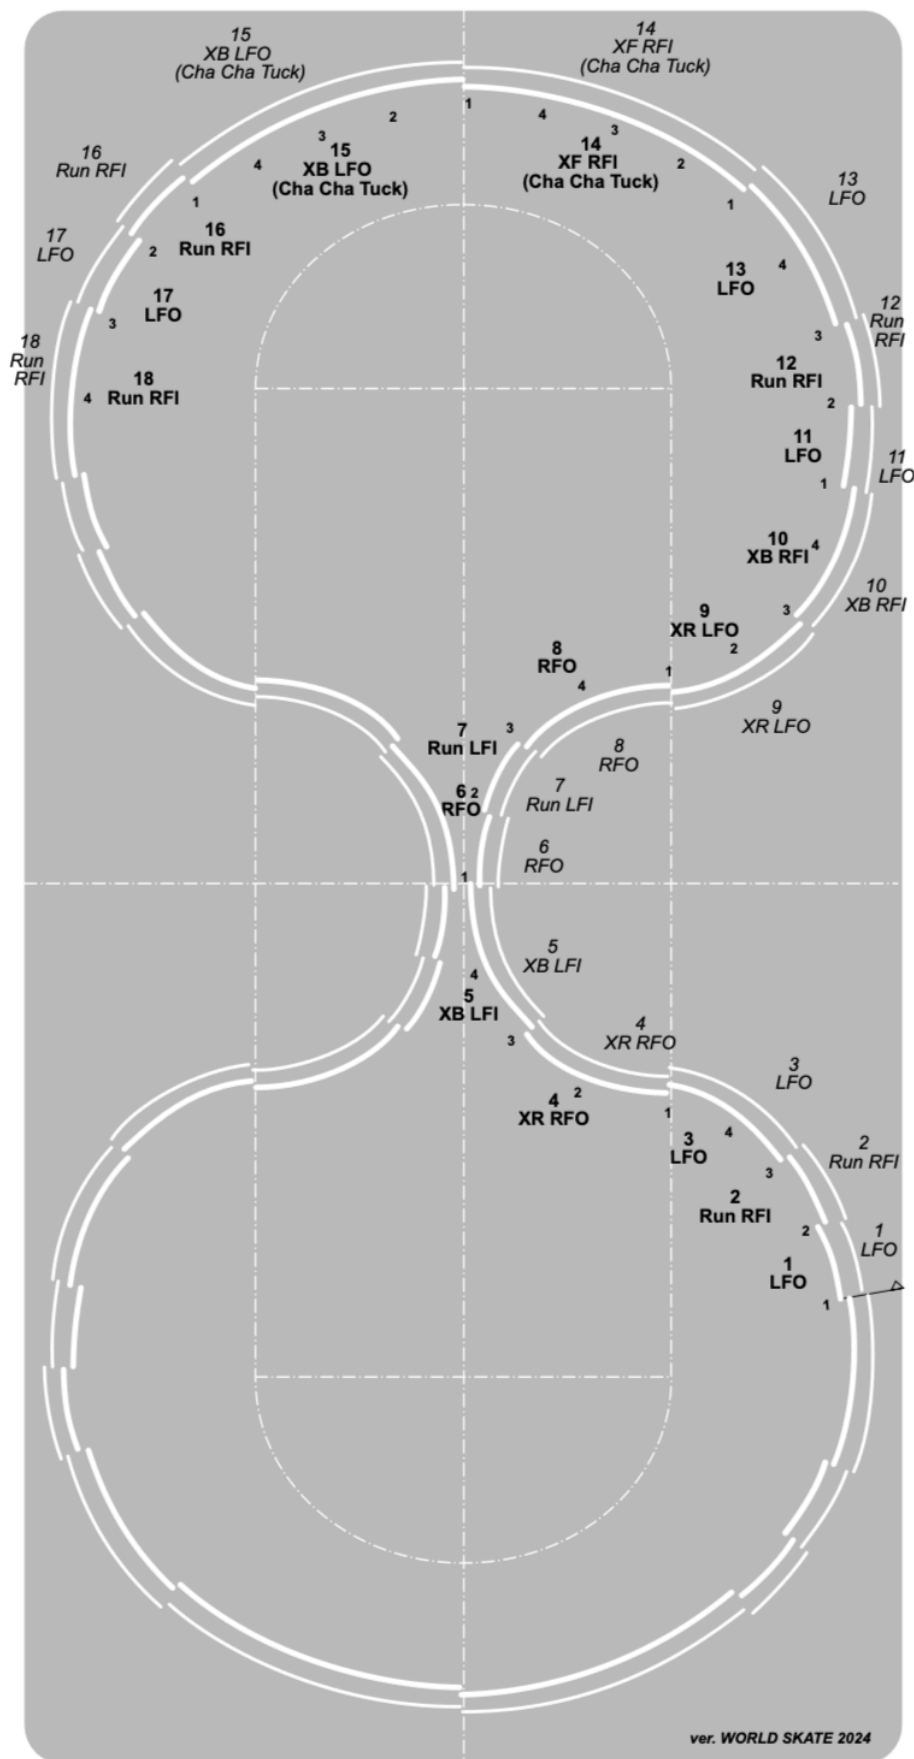 15
XB LFO
(Cha Cha Tuck)
14
XF RFI
(Cha Cha Tuck)
1
2
4
3
3
15
XB LFO
(Cha Cha Tuck)
14
XF RFI
(Cha Cha Tuck)
4
2
16
Run RFI
13
LFO
1
1
16
Run RFI
17
LFO
2
13
LFO
4
17
LFO
3
12
Run
RFI
3
18
Run
RFI
18
Run RFI
4
12
Run RFI
2
11
LFO
11
LFO
1
10
XB RFI
4
10
XB RFI
3
9
XR LFO
2
8
RFO
4
1
9
XR LFO
7
Run LFI
3
8
RFO
6
RFO
2
7
Run LFI
6
RFO
1
5
XB LFI
4
5
XB LFI
3
4
XR RFO
3
LFO
4
XR RFO
2
1
3
LFO
4
2
Run RFI
3
2
Run RFI
2
1
LFO
1
LFO
1
ver. WORLD SKATE 2024